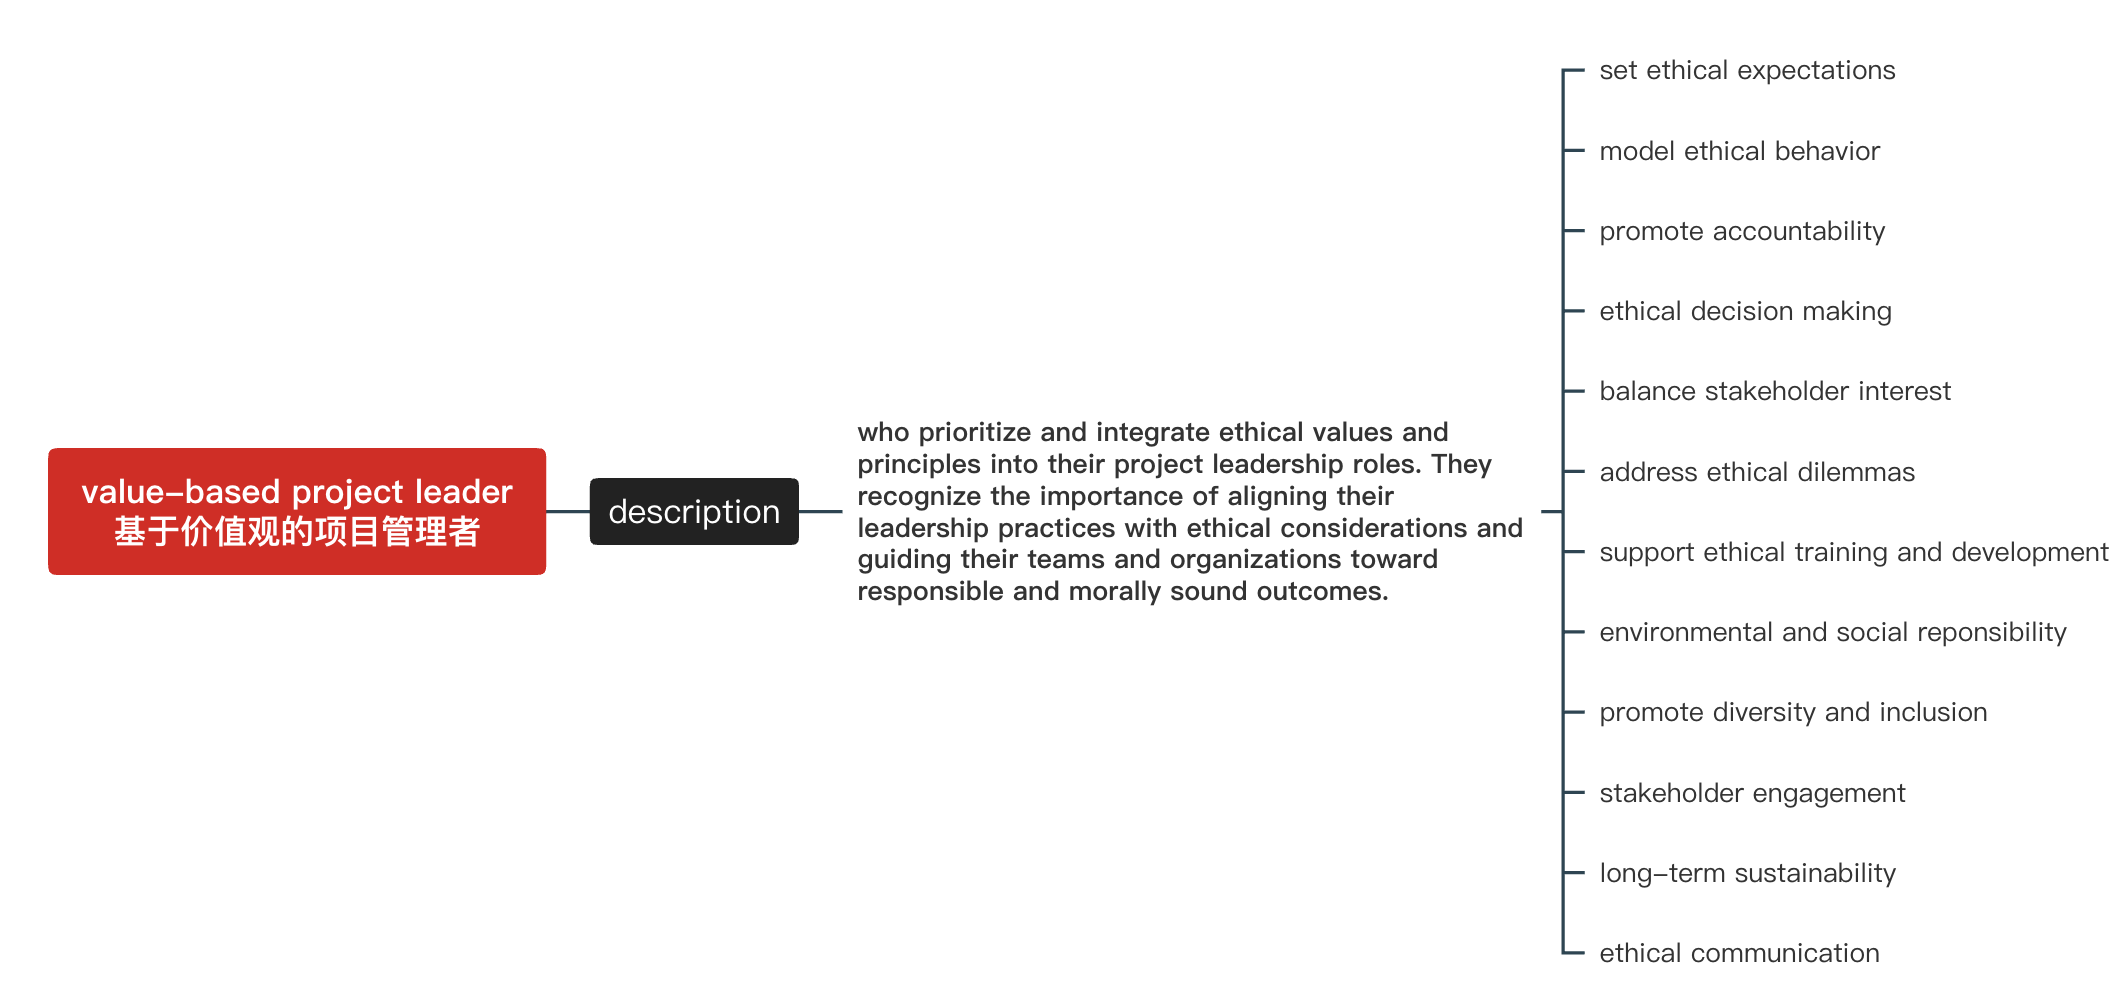 value-based project leader
基于价值观的项目管理者
description
who prioritize and integrate ethical values and
principles into their project leadership roles. They
recognize the importance of aligning their
leadership practices with ethical considerations and
guiding their teams and organizations toward
responsible and morally sound outcomes.
set ethical expectations
model ethical behavior
promote accountability
ethical decision making
balance stakeholder interest
address ethical dilemmas
support ethical training and development
environmental and social reponsibility
promote diversity and inclusion
stakeholder engagement
long-term sustainability
ethical communication